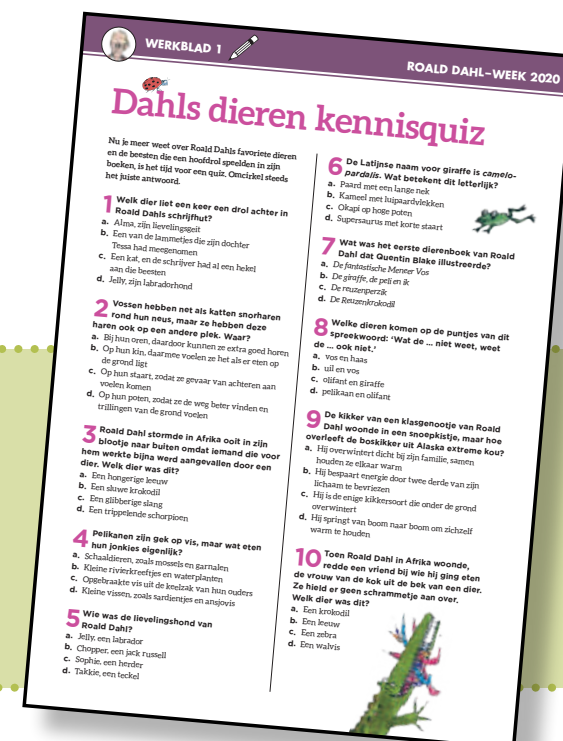 WERKBLAD 1
ROALD DAHL-WEEK 2020
Dahls dieren kennisquiz
Nu je meer weet over Roald Dahls favoriete dieren
en de beesten die een hoofdrol speelden in zijn
boeken, is het tijd voor een quiz. Omcirkel steeds
het juiste antwoord.
1 Welk dier liet een keer een drol achter in
Roald Dahls schrijfhut?
a. Alma, zijn lievelingsgeit
b. Een van de lammetjes die zijn dochter
Tessa had meegenomen
c. Een kat, en de schrijver had al een hekel
aan die beesten
d. Jelly, zijn labradorhond
2 Vossen hebben net als katten snorharen
rond hun neus, maar ze hebben deze
haren ook op een andere plek. Waar?
a. Bij hun oren, daardoor kunnen ze extra goed horen
b. Op hun kin, daarmee voelen ze het als er eten op
de grond ligt
c. Op hun staart, zodat ze gevaar van achteren aan
voelen komen
d. Op hun poten, zodat ze de weg beter vinden en
trillingen van de grond voelen
3 Roald Dahl stormde in Afrika ooit in zijn
blootje naar buiten omdat iemand die voor
hem werkte bijna werd aangevallen door een
dier. Welk dier was dit?
a. Een hongerige leeuw
b. Een sluwe krokodil
c. Een glibberige slang
d. Een trippelende schorpioen
4 Pelikanen zijn gek op vis, maar wat eten
hun jonkies eigenlijk?
a. Schaaldieren, zoals mossels en garnalen
b. Kleine rivierkreeftjes en waterplanten
c. Opgebraakte vis uit de keelzak van hun ouders
d. Kleine vissen, zoals sardientjes en ansjovis
5 Wie was de lievelingshond van
Roald Dahl?
a. Jelly, een labrador
b. Chopper, een jack russell
c. Sophie, een herder
d. Takkie, een teckel
6 De Latijnse naam voor giraffe is camelo-
pardalis. Wat betekent dit letterlijk?
a. Paard met een lange nek
b. Kameel met luipaardvlekken
c. Okapi op hoge poten
d. Supersaurus met korte staart
7 Wat was het eerste dierenboek van Roald
Dahl dat Quentin Blake illustreerde?
a. De fantastische Meneer Vos
b. De giraffe, de peli en ik
c. De reuzenperzik
d. De Reuzenkrokodil
8 Welke dieren komen op de puntjes van dit
spreekwoord: ‘Wat de ... niet weet, weet
de ... ook niet.’
a. vos en haas
b. uil en vos
c. olifant en giraffe
d. pelikaan en olifant
9 De kikker van een klasgenootje van Roald
Dahl woonde in een snoepkistje, maar hoe
overleeft de boskikker uit Alaska extreme kou?
a. Hij overwintert dicht bij zijn familie, samen
houden ze elkaar warm
b. Hij bespaart energie door twee derde van zijn
lichaam te bevriezen
c. Hij is de enige kikkersoort die onder de grond
overwintert
d. Hij springt van boom naar boom om zichzelf
warm te houden
10 Toen Roald Dahl in Afrika woonde,
redde een vriend bij wie hij ging eten
de vrouw van de kok uit de bek van een dier.
Ze hield er geen schrammetje aan over.
Welk dier was dit?
a. Een krokodil
b. Een leeuw
c. Een zebra
d. Een walvis